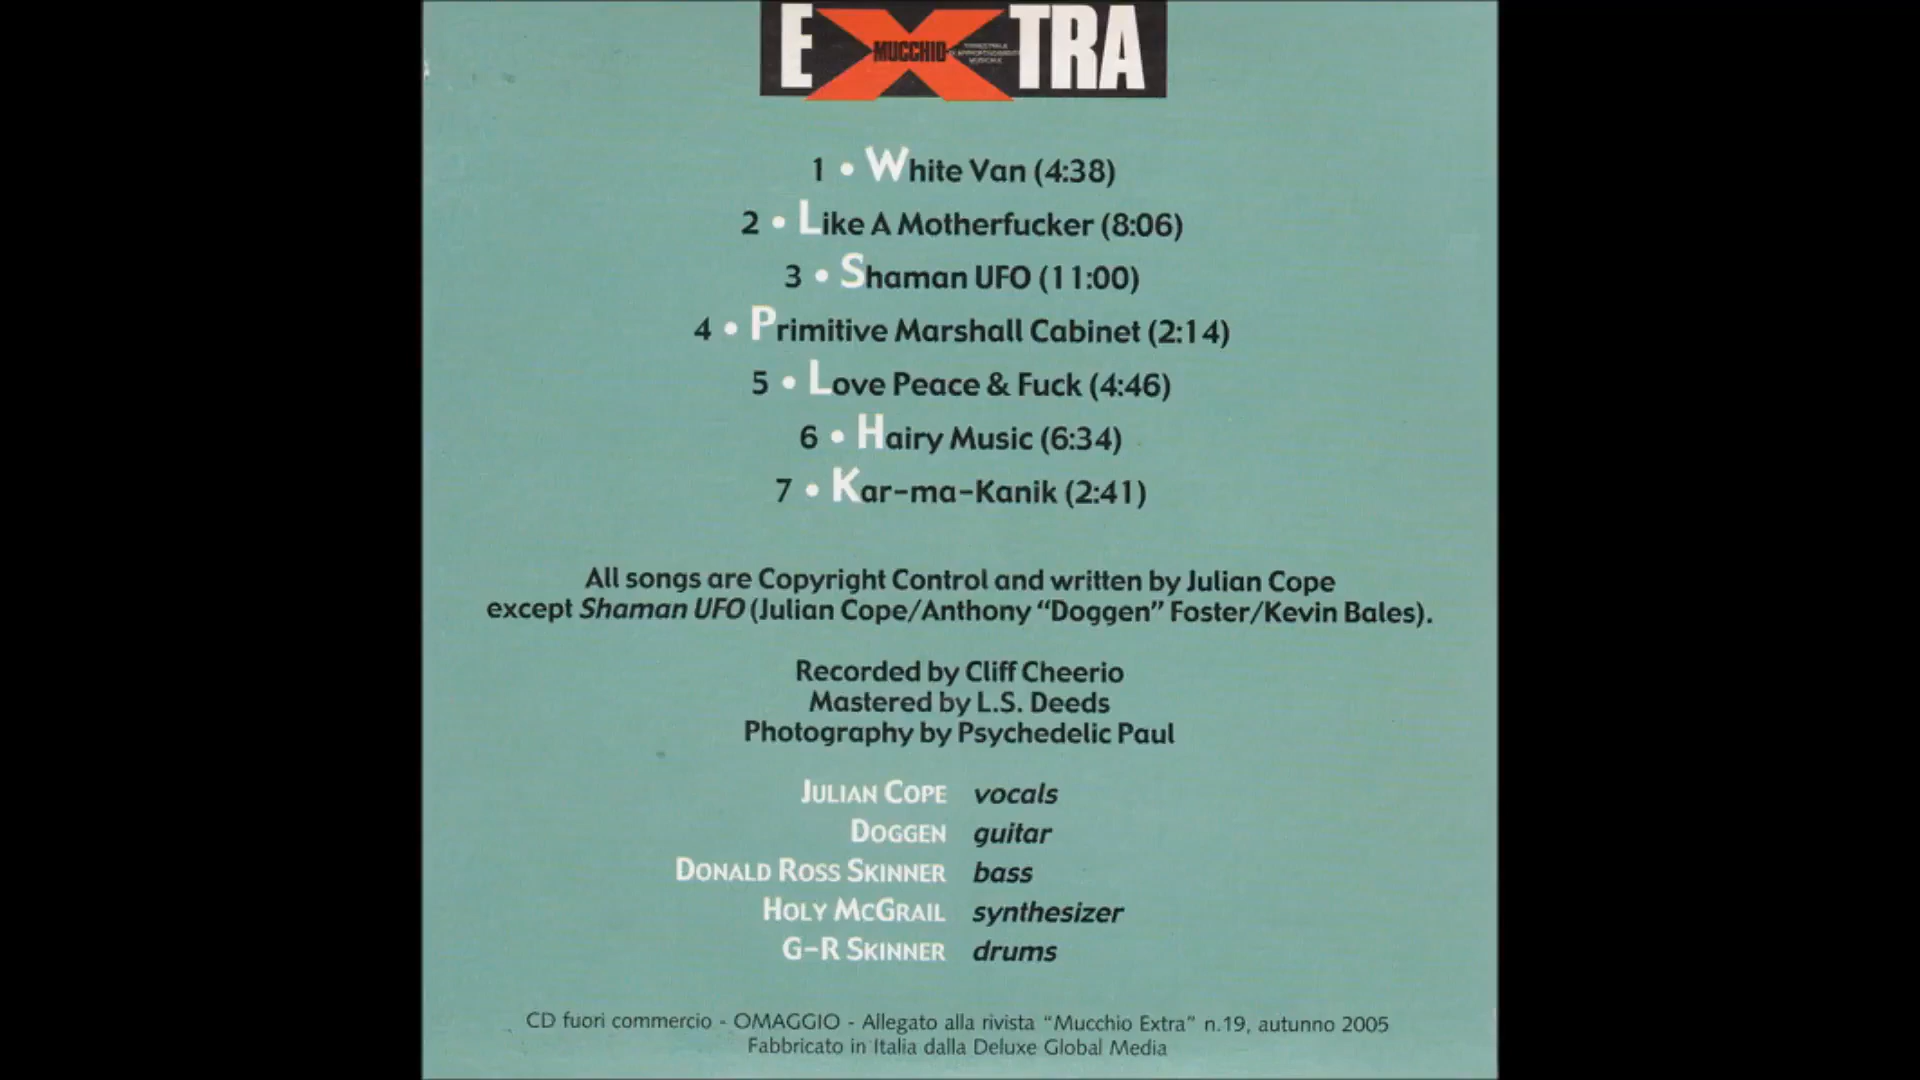 EXTRA
MUCCHIO
1 • White Van (4:38)
2 • Like A Motherfucker (8:06)
3 • Shaman UFO (11:00)
4 • Primitive Marshall Cabinet (2:14)
5 • Love Peace & Fuck (4:46)
6 • Hairy Music (6:34)
7 • Kar-ma-Kanik (2:41)
All songs are Copyright Control and written by Julian Cope
except Shaman UFO (Julian Cope/Anthony “Doggen” Foster/Kevin Bales).
Recorded by Cliff Cheerio
Mastered by L.S. Deeds
Photography by Psychedelic Paul
JULIAN COPE vocals
DOGGEN guitar
DONALD ROSS SKINNER bass
HOLY MCGRAIL synthesizer
G-R SKINNER drums
CD fuori commercio - OMAGGIO - Allegato alla rivista “Mucchio Extra” n.19, autunno 2005
Fabbricato in Italia dalla Deluxe Global Media